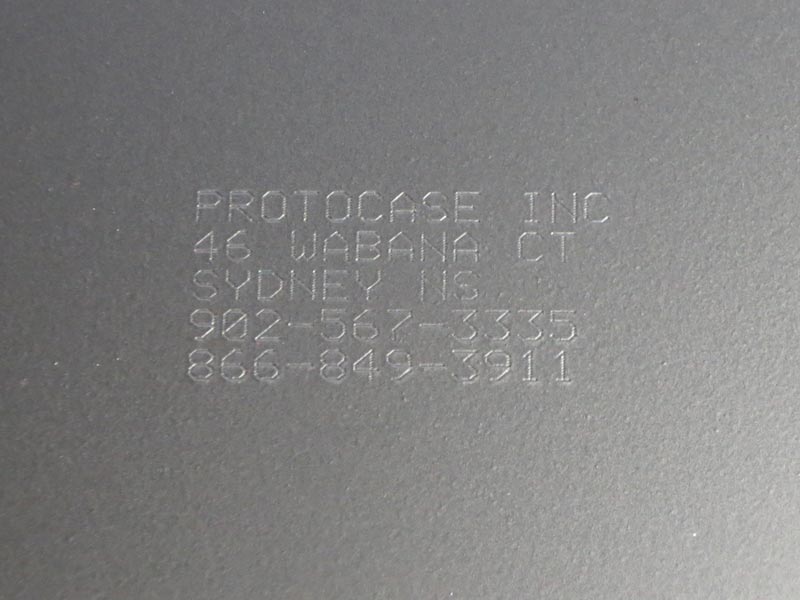 PROTOCASE INC
46 WABANA CT
SYDNEY NS
902-567-3335
866-849-3911